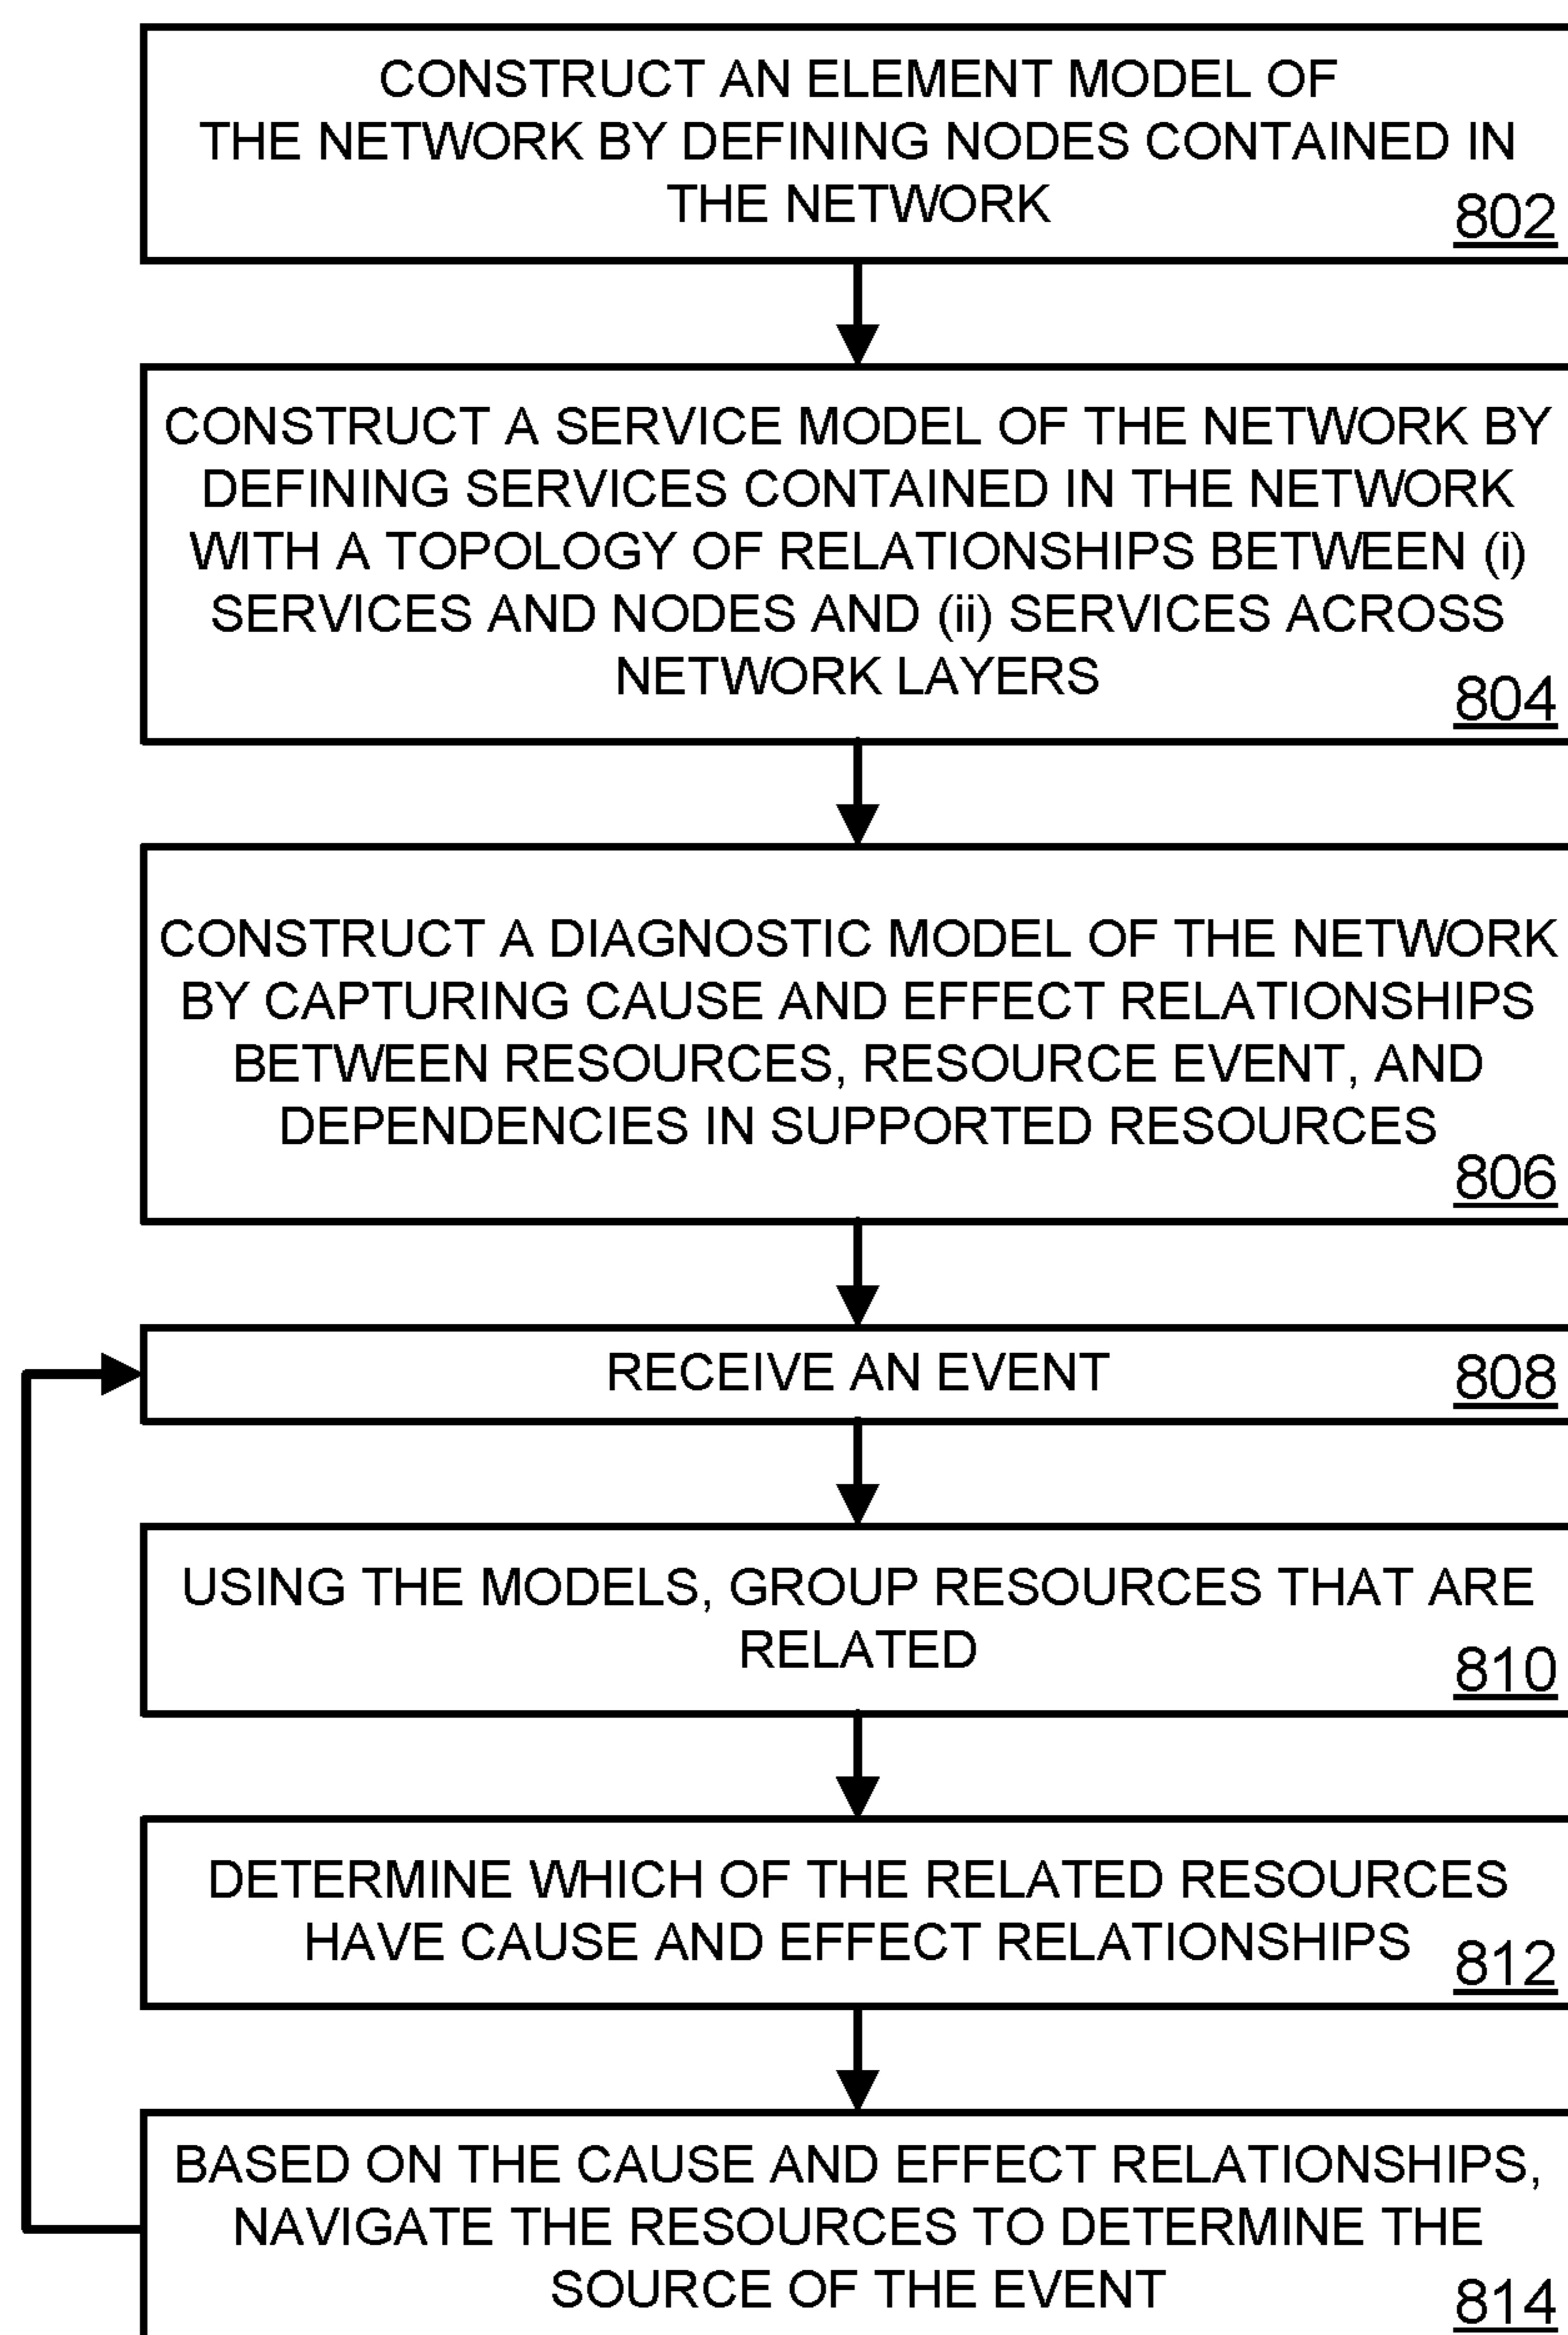 CONSTRUCT AN ELEMENT MODEL OF
THE NETWORK BY DEFINING NODES CONTAINED IN
THE NETWORK
802
CONSTRUCT A SERVICE MODEL OF THE NETWORK BY
DEFINING SERVICES CONTAINED IN THE NETWORK
WITH A TOPOLOGY OF RELATIONSHIPS BETWEEN (i)
SERVICES AND NODES AND (ii) SERVICES ACROSS
NETWORK LAYERS
804
CONSTRUCT A DIAGNOSTIC MODEL OF THE NETWORK
BY CAPTURING CAUSE AND EFFECT RELATIONSHIPS
BETWEEN RESOURCES, RESOURCE EVENT, AND
DEPENDENCIES IN SUPPORTED RESOURCES
806
RECEIVE AN EVENT
808
USING THE MODELS, GROUP RESOURCES THAT ARE
RELATED
810
DETERMINE WHICH OF THE RELATED RESOURCES
HAVE CAUSE AND EFFECT RELATIONSHIPS
812
BASED ON THE CAUSE AND EFFECT RELATIONSHIPS,
NAVIGATE THE RESOURCES TO DETERMINE THE
SOURCE OF THE EVENT
814